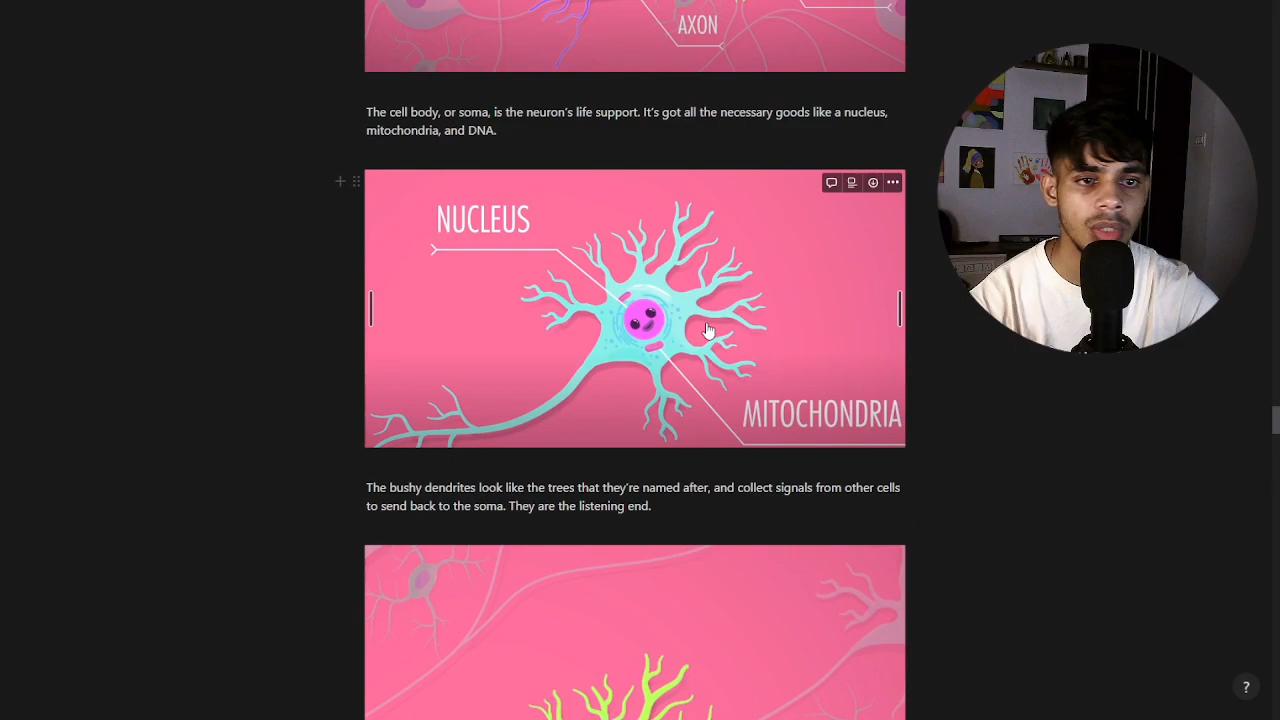 AXON
The cell body, or soma, is the neuron's life support. It's got all the necessary goods like a nucleus,
mitochondria, and DNA.
NUCLEUS
MITOCHONDRIA
The bushy dendrites look like the trees that they're named after, and collect signals from other cells
to send back to the soma. They are the listening end.
?